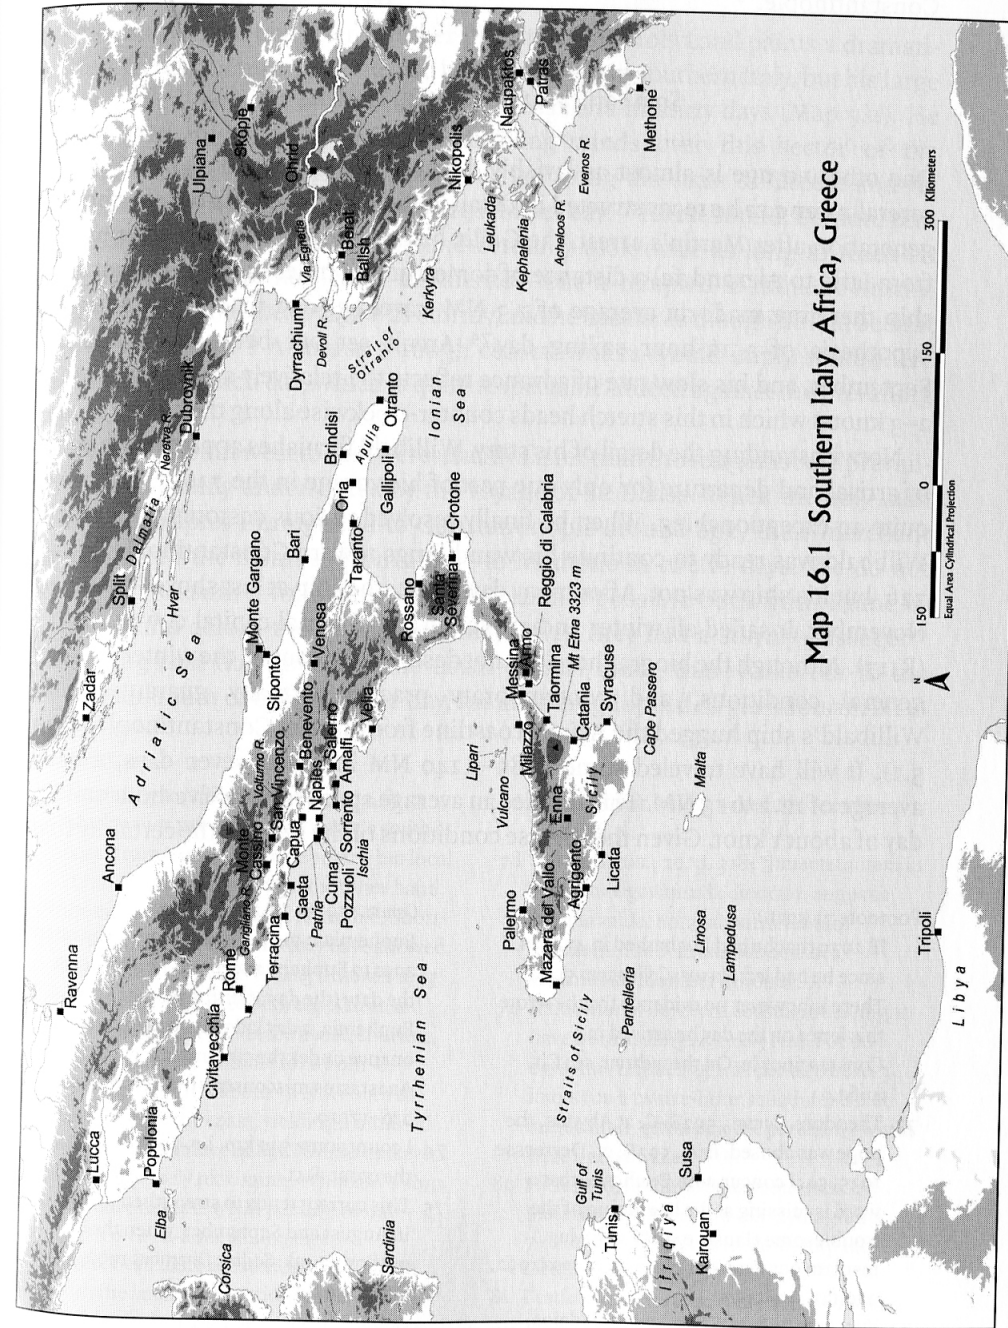 Map 6.1 Southern Italy, Africa, Greece
Lucca
Ravenna
Ancona
Zadar
Split
Dalmatia
Hvar
Naretva R.
Dubrovnik
Ulpiana
Skopje
Ohrid
Via Egnatia
Dyrrachium
Devoll R.
Berat
Ballsh
Populonia
Elba
Corsica
Sardinia
Civitavecchia
Rome
Garigliano R.
Terracina
Gaeta
Patria
Monte
Cassino
Volturno R.
San Vincenzo
Capua
Cuma
Pozzuoli
Naples
Ischia
Sorrento
Amalfi
Salerno
Benevento
Velia
Adriatic Sea
Monte Gargano
Siponto
Venosa
Bari
Taranto
Oria
Brindisi
Apulia
Gallipoli
Otranto
Strait of
Otranto
Kerkyra
Ionian
Sea
Rossano
Santa
Severina
Crotone
Reggio di Calabria
Nikopolis
Leukada
Kephalenia
Acheloos R.
Evenos R.
Naupaktos
Patras
Methone
Tyrrhenian Sea
Lipari
Vulcano
Messina
Armo
Milazzo
Taormina
Mt Etna 3323 m
Catania
Syracuse
Cape Passero
Palermo
Mazara del Vallo
Agrigento
Enna
Sicily
Licata
Malta
Straits of Sicily
Pantelleria
Linosa
Lampedusa
Gulf of
Tunis
Tunis
Susa
Kairouan
Ifriqiya
Tripoli
Libya
N
150
0
150
300 Kilometers
Equal Area Cylindrical Projection